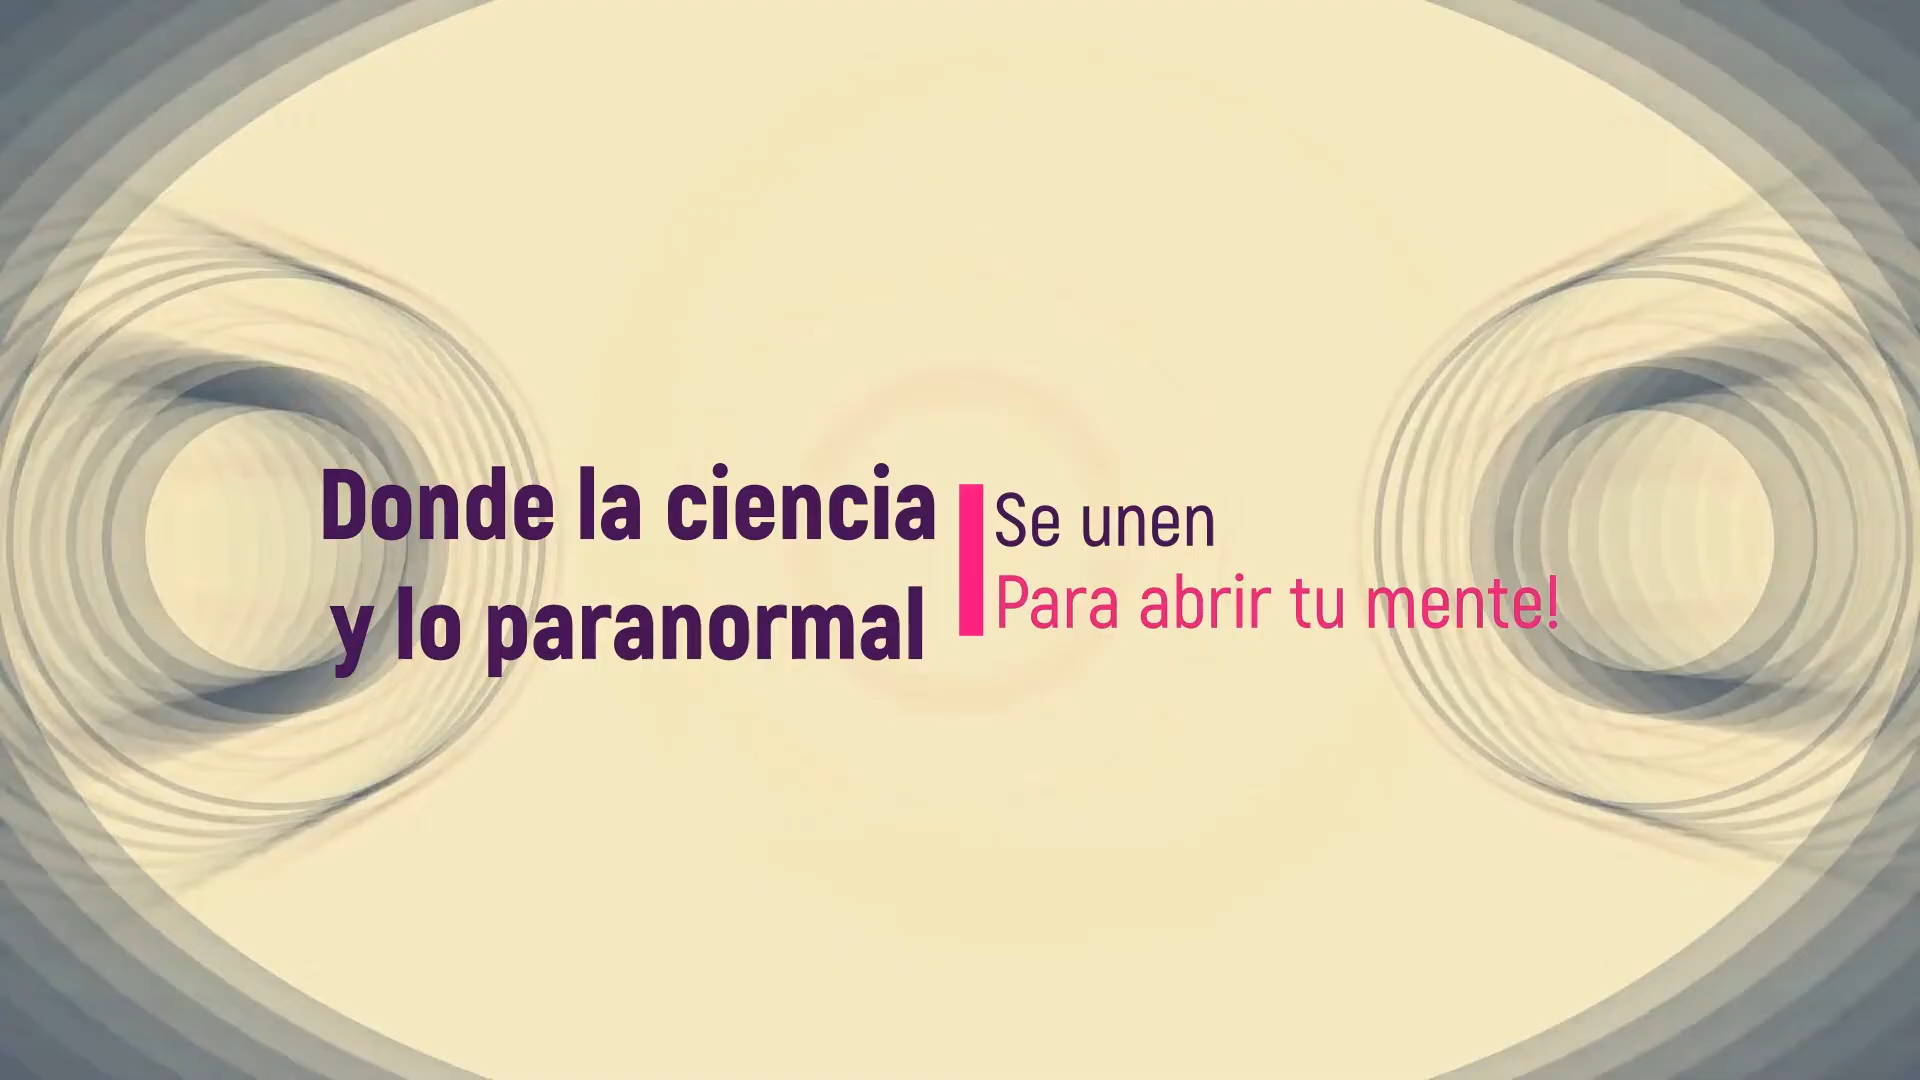 Donde la ciencia
y lo paranormal
Se unen
Para abrir tu mente!